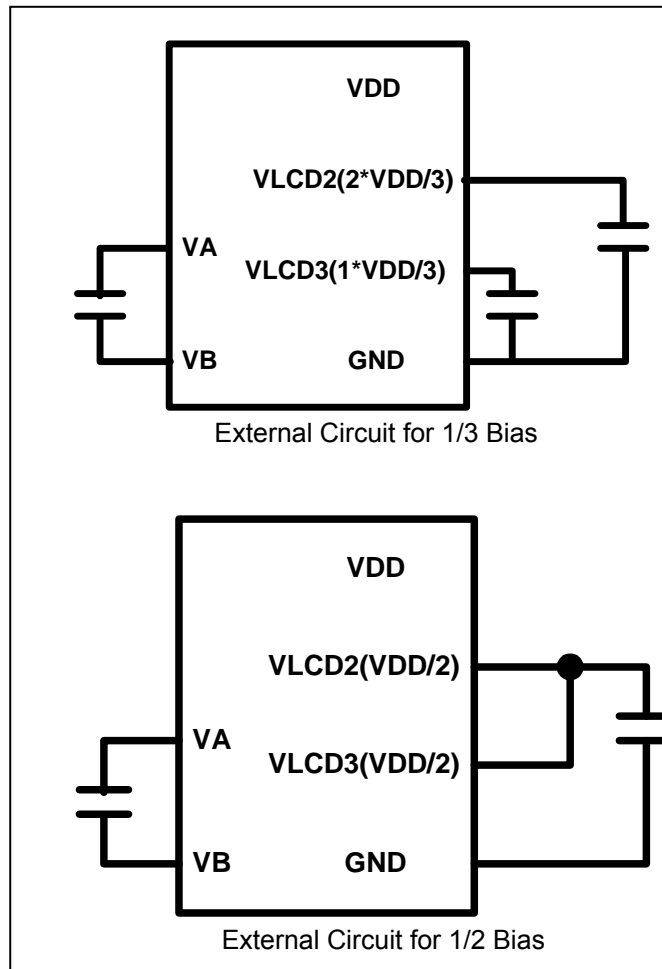 VDD
VLCD2(2*VDD/3)
VA
VLCD3(1*VDD/3)
VB
GND
External Circuit for 1/3 Bias
VDD
VLCD2(VDD/2)
VA
VLCD3(VDD/2)
VB
GND
External Circuit for 1/2 Bias